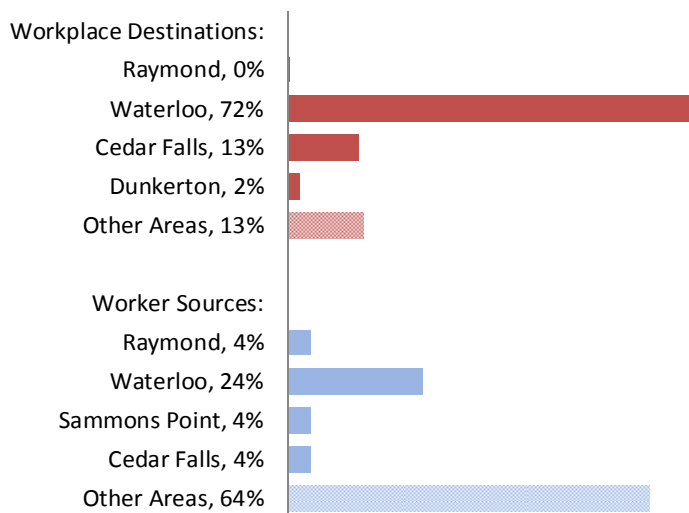 Workplace Destinations:
Raymond, 0%
Waterloo, 72%
Cedar Falls, 13%
Dunkerton, 2%
Other Areas, 13%
Worker Sources:
Raymond, 4%
Waterloo, 24%
Sammons Point, 4%
Cedar Falls, 4%
Other Areas, 64%